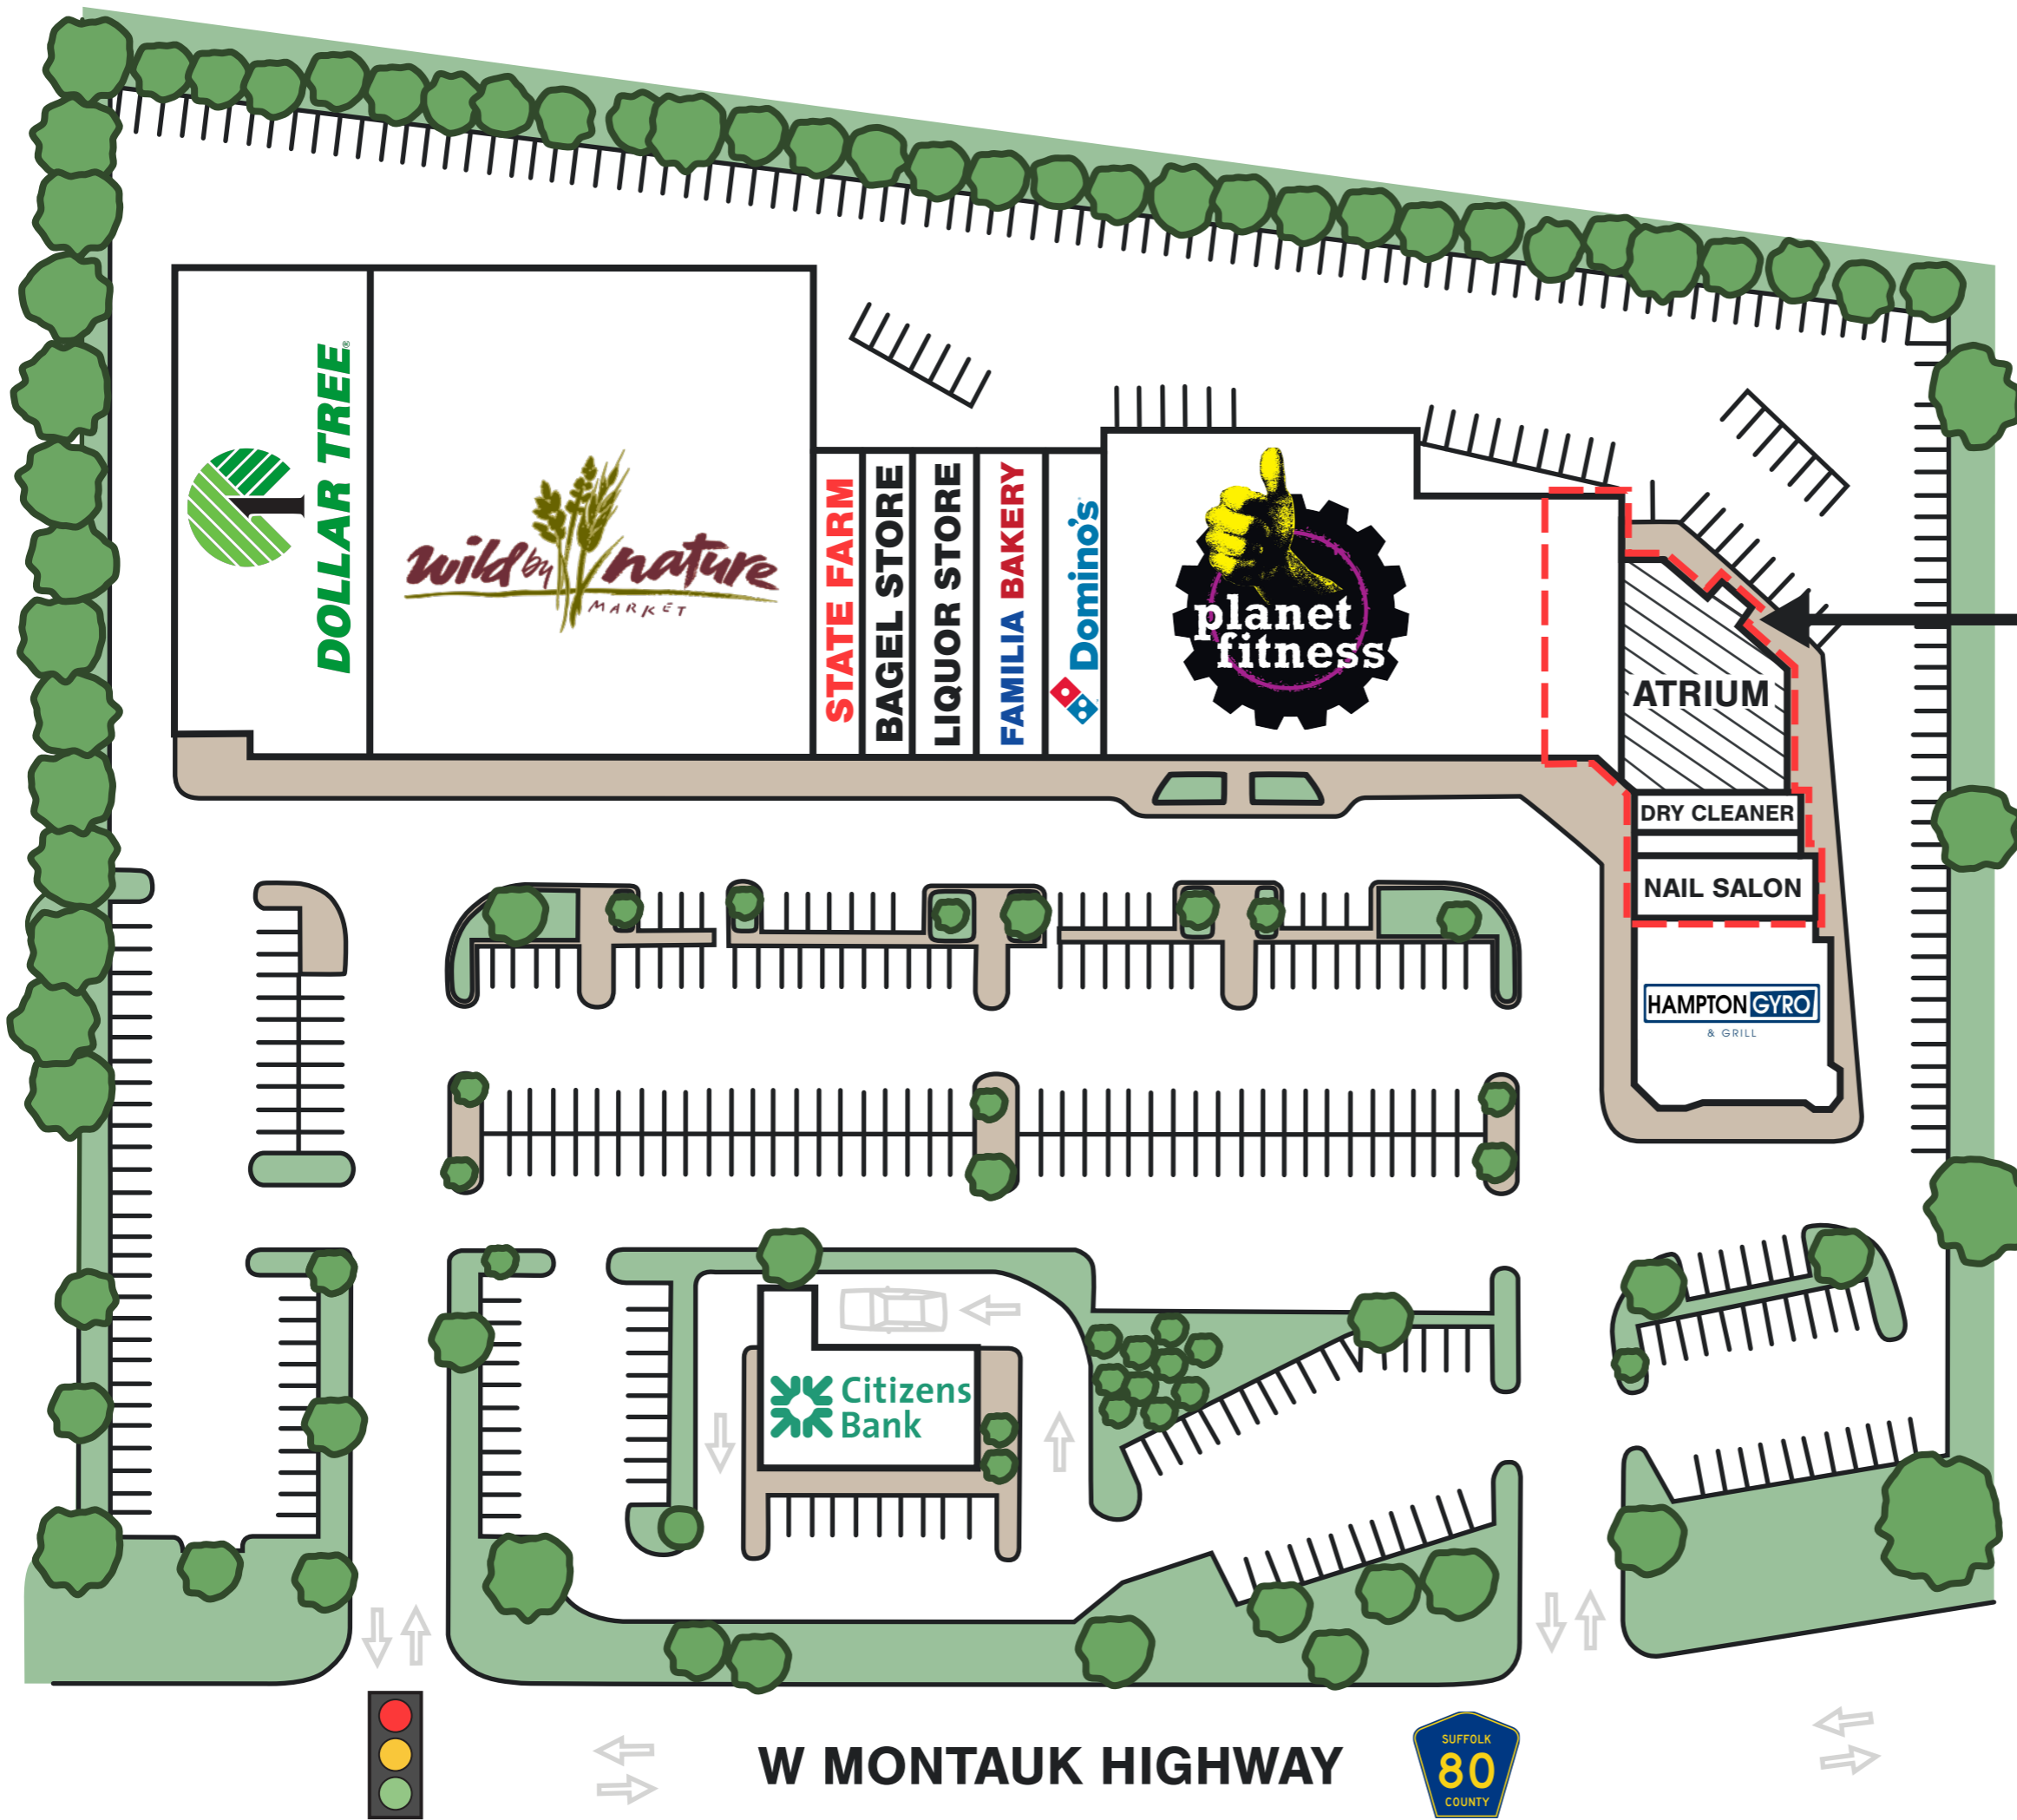 DOLLAR TREE®
wild by nature
MARKET
STATE FARM
BAGEL STORE
LIQUOR STORE
FAMILIA BAKERY
Domino's
planet
fitness
ATRIUM
DRY CLEANER
NAIL SALON
HAMPTON GYRO
& GRILL
Citizens
Bank
W MONTAUK HIGHWAY
SUFFOLK
80
COUNTY